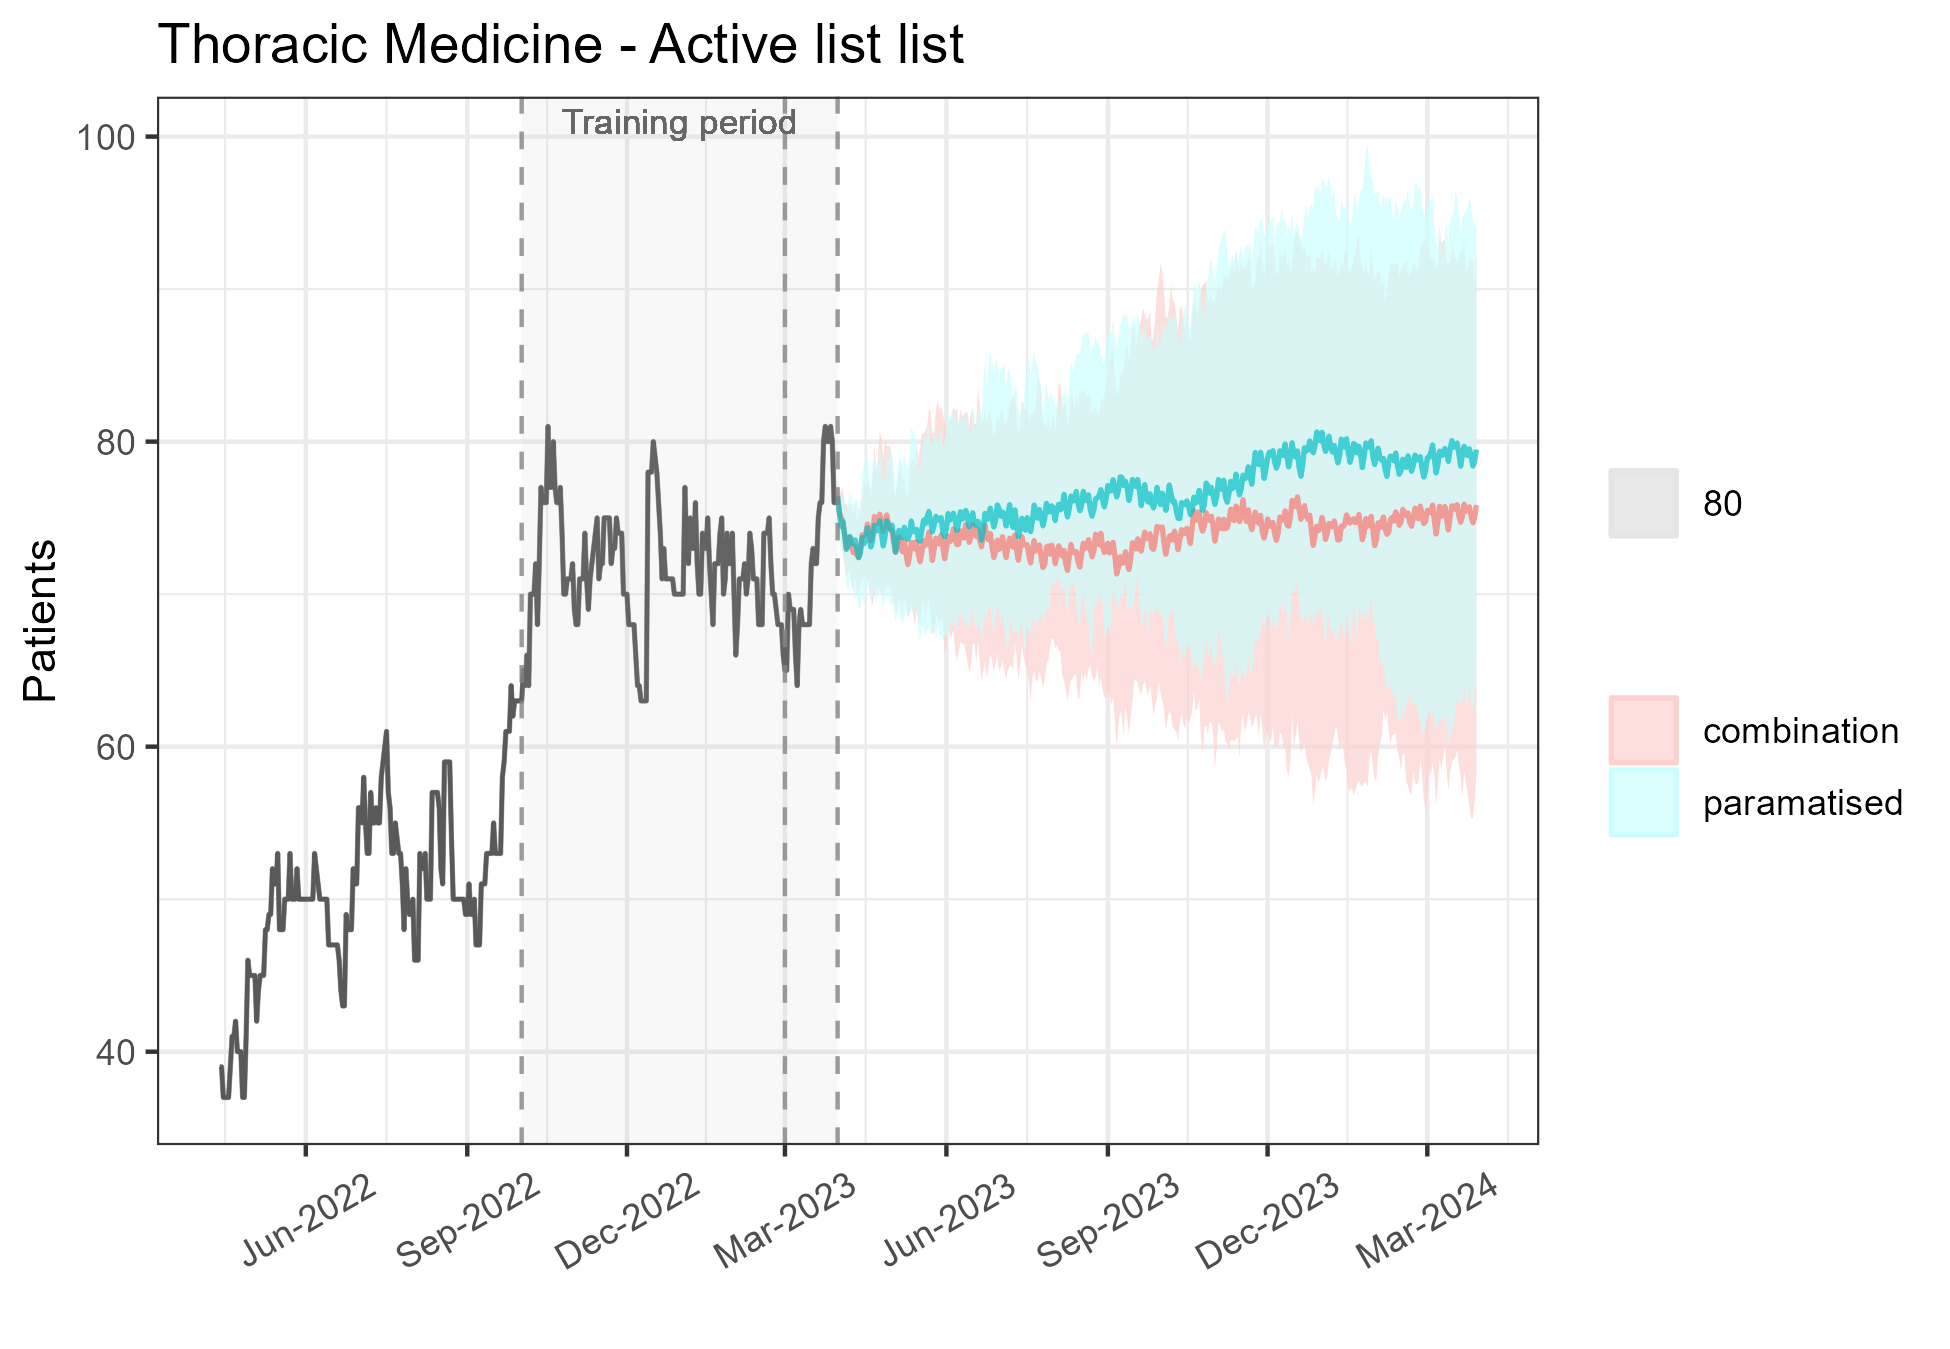 Thoracic Medicine - Active list list
Training period
100
80
60
40
Patients
Jun-2022
Sep-2022
Dec-2022
Mar-2023
Jun-2023
Sep-2023
Dec-2023
Mar-2024
80
combination
paramatised